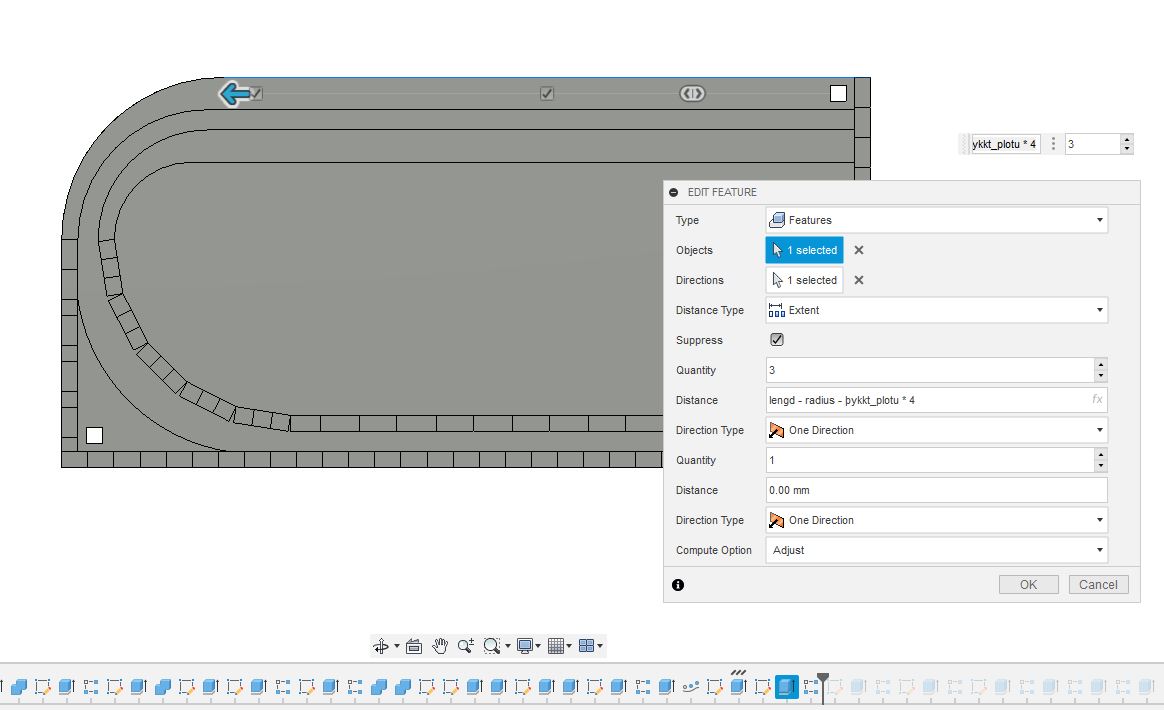 ykkt_plotu * 4 3
EDIT FEATURE
Type Features
Objects 1 selected
Directions 1 selected
Distance Type Extent
Suppress
Quantity 3
Distance lengd - radius - þykkt_plotu * 4 fx
Direction Type One Direction
Quantity 1
Distance 0.00 mm
Direction Type One Direction
Compute Option Adjust
OK Cancel